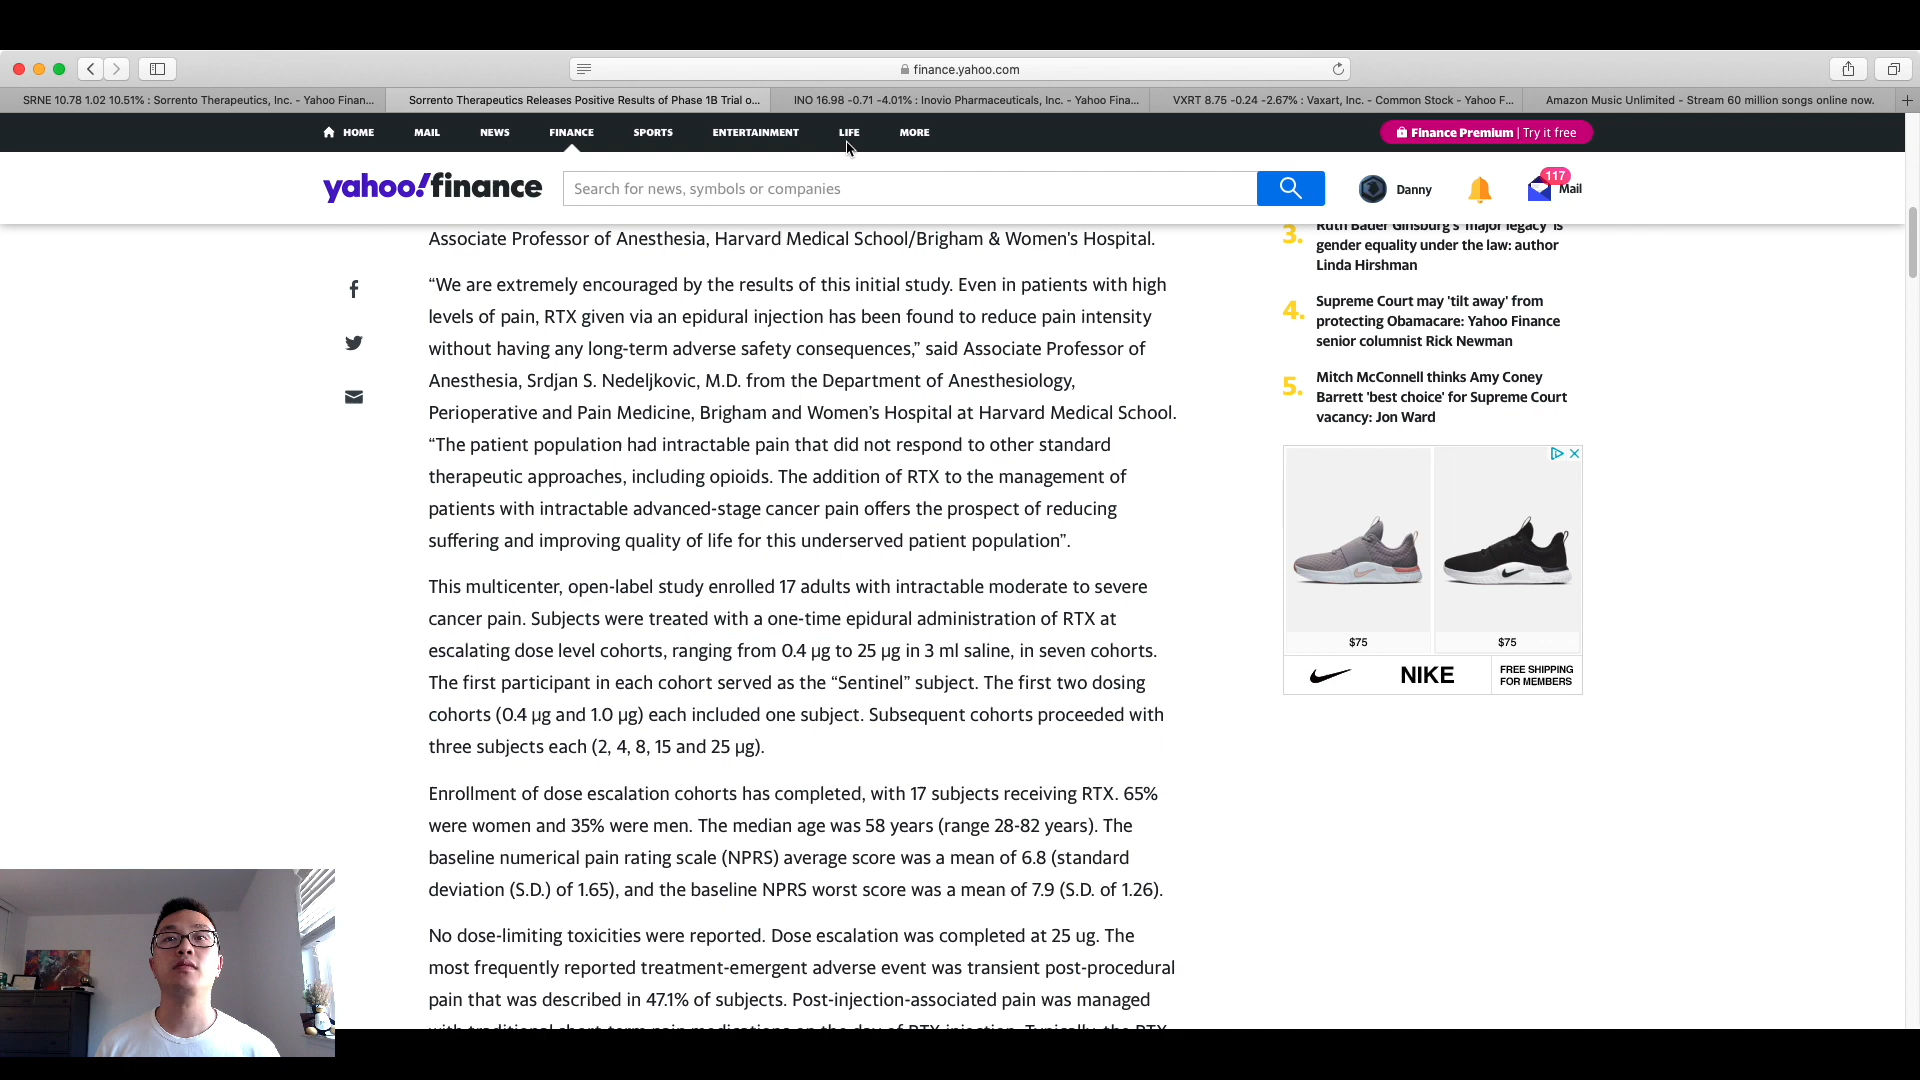 finance.yahoo.com
SRNE 10.78 1.02 10.51% : Sorrento Therapeutics, Inc. - Yahoo Finan...
Sorrento Therapeutics Releases Positive Results of Phase 1B Trial o...
INO 16.98 -0.71 -4.01% : Inovio Pharmaceuticals, Inc. - Yahoo Fina...
VXRT 8.75 -0.24 -2.67% : Vaxart, Inc. - Common Stock - Yahoo F...
Amazon Music Unlimited - Stream 60 million songs online now.
HOME MAIL NEWS FINANCE SPORTS ENTERTAINMENT LIFE MORE
Finance Premium | Try it free
yahoo!finance
Search for news, symbols or companies
Danny
117
Mail
Associate Professor of Anesthesia, Harvard Medical School/Brigham & Women's Hospital.
“We are extremely encouraged by the results of this initial study. Even in patients with high
levels of pain, RTX given via an epidural injection has been found to reduce pain intensity
without having any long-term adverse safety consequences,” said Associate Professor of
Anesthesia, Srdjan S. Nedeljkovic, M.D. from the Department of Anesthesiology,
Perioperative and Pain Medicine, Brigham and Women’s Hospital at Harvard Medical School.
“The patient population had intractable pain that did not respond to other standard
therapeutic approaches, including opioids. The addition of RTX to the management of
patients with intractable advanced-stage cancer pain offers the prospect of reducing
suffering and improving quality of life for this underserved patient population”.
This multicenter, open-label study enrolled 17 adults with intractable moderate to severe
cancer pain. Subjects were treated with a one-time epidural administration of RTX at
escalating dose level cohorts, ranging from 0.4 µg to 25 µg in 3 ml saline, in seven cohorts.
The first participant in each cohort served as the “Sentinel” subject. The first two dosing
cohorts (0.4 µg and 1.0 µg) each included one subject. Subsequent cohorts proceeded with
three subjects each (2, 4, 8, 15 and 25 µg).
Enrollment of dose escalation cohorts has completed, with 17 subjects receiving RTX. 65%
were women and 35% were men. The median age was 58 years (range 28-82 years). The
baseline numerical pain rating scale (NPRS) average score was a mean of 6.8 (standard
deviation (S.D.) of 1.65), and the baseline NPRS worst score was a mean of 7.9 (S.D. of 1.26).
No dose-limiting toxicities were reported. Dose escalation was completed at 25 ug. The
most frequently reported treatment-emergent adverse event was transient post-procedural
pain that was described in 47.1% of subjects. Post-injection-associated pain was managed
with traditional short-term pain medications on the day of RTX injection. Typically, the RTX
3. Ruth Bader Ginsburg's 'major legacy' is
gender equality under the law: author
Linda Hirshman
4. Supreme Court may 'tilt away' from
protecting Obamacare: Yahoo Finance
senior columnist Rick Newman
5. Mitch McConnell thinks Amy Coney
Barrett 'best choice' for Supreme Court
vacancy: Jon Ward
$75
$75
NIKE
FREE SHIPPING
FOR MEMBERS